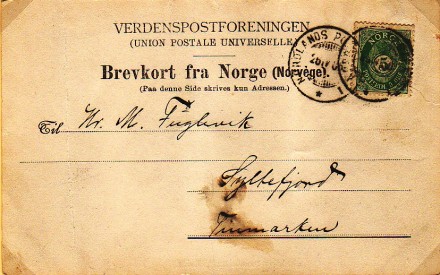 VERDENSPOSTFORENINGEN
(UNION POSTALE UNIVERSELLE)
Brevkort fra Norge (Norvège).
(Paa denne Side skrives kun Adressen.)
Til Hr. M. Fuglevik
Syltefjord
Finmarken
NORGE
5